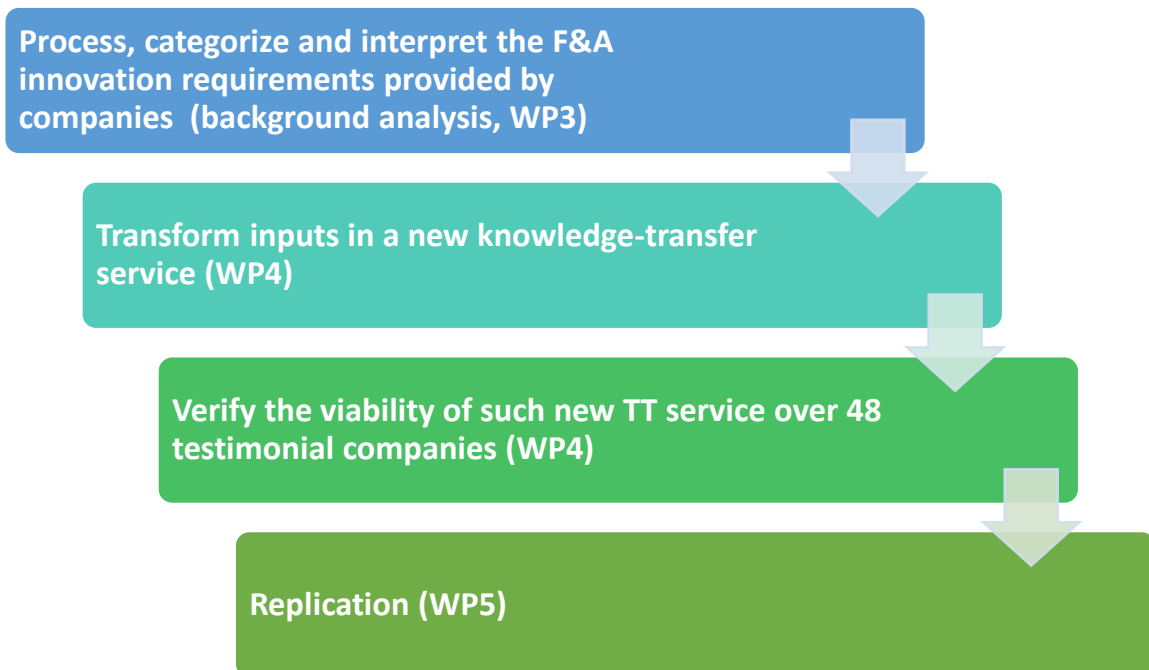 Process, categorize and interpret the F&A
innovation requirements provided by
companies  (background analysis, WP3)
Transform inputs in a new knowledge-transfer
service (WP4)
Verify the viability of such new TT service over 48
testimonial companies (WP4)
Replication (WP5)